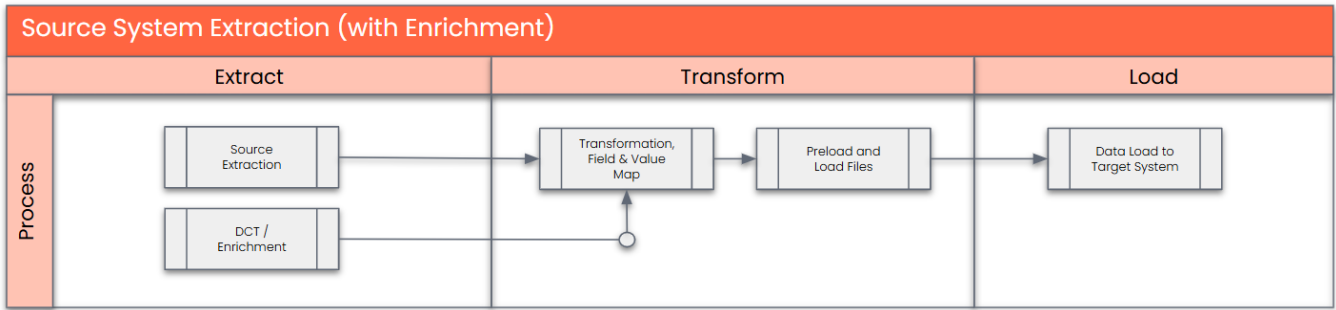 Source System Extraction (with Enrichment)
Extract
Transform
Load
Process
Source
Extraction
Transformation,
Field & Value
Map
Preload and
Load Files
Data Load to
Target System
DCT /
Enrichment